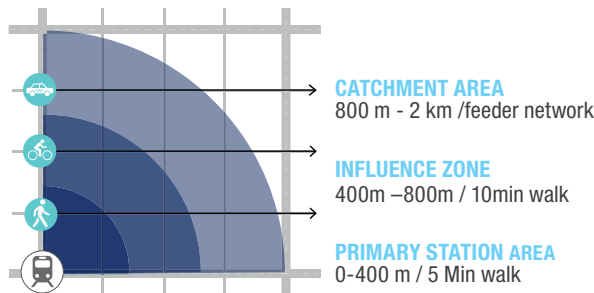 CATCHMENT AREA
800 m - 2 km /feeder network
INFLUENCE ZONE
400m –800m / 10min walk
PRIMARY STATION AREA
0-400 m / 5 Min walk